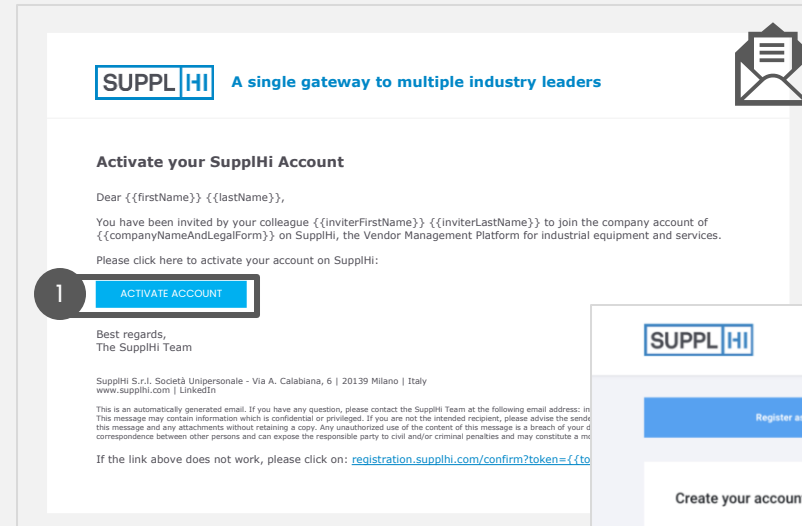 SUPPL HI A single gateway to multiple industry leaders
Activate your SupplHi Account
Dear {{firstName}} {{lastName}},
You have been invited by your colleague {{inviterFirstName}} {{inviterLastName}} to join the company account of
{{companyNameAndLegalForm}} on SupplHi, the Vendor Management Platform for industrial equipment and services.
Please click here to activate your account on SupplHi:
1 ACTIVATE ACCOUNT
Best regards,
The SupplHi Team
SupplHi S.r.l. Società Unipersonale - Via A. Calabiana, 6 | 20139 Milano | Italy
www.supplhi.com | LinkedIn
This is an automatically generated email. If you have any question, please contact the SupplHi Team at the following email address: in
This message may contain information which is confidential or privileged. If you are not the intended recipient, please advise the sende
this message and any attachments without retaining a copy. Any unauthorized use of the content of this message is a breach of your d
correspondence between other persons and can expose the responsible party to civil and/or criminal penalties and may constitute a mo
If the link above does not work, please click on: registration.supplhi.com/confirm?token={{to
SUPPL HI
Register as
Create your account